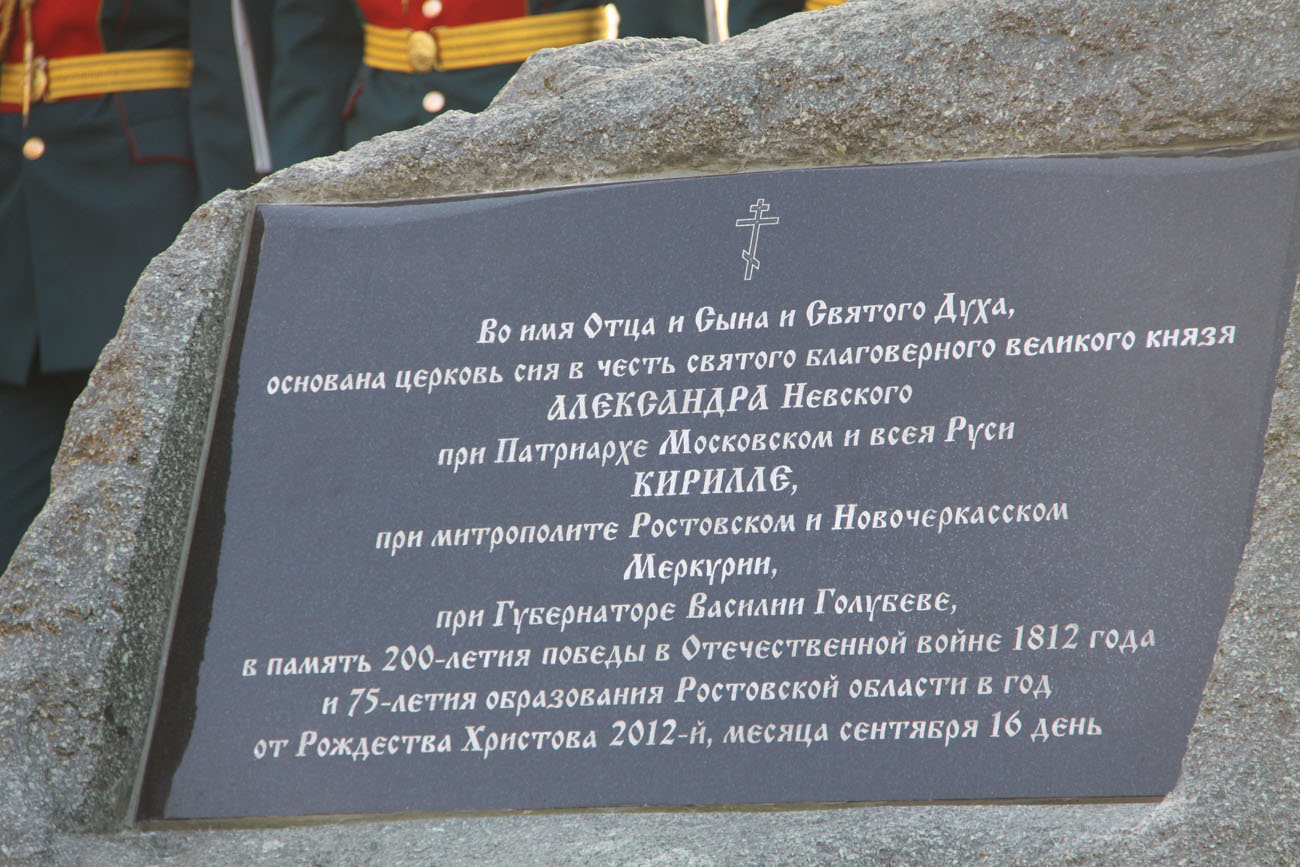 Во имя Отца и Сына и Святого Духа,
основана церковь сия в честь святого благоверного великого князя
АЛЕКСАНДРА Невского
при Патриархе Московском и всея Руси
КИРИЛЛЕ,
при митрополите Ростовском и Новочеркасском
Меркурии,
при Губернаторе Василии Голубеве,
в память 200-летия победы в Отечественной войне 1812 года
и 75-летия образования Ростовской области в год
от Рождества Христова 2012-й, месяца сентября 16 день